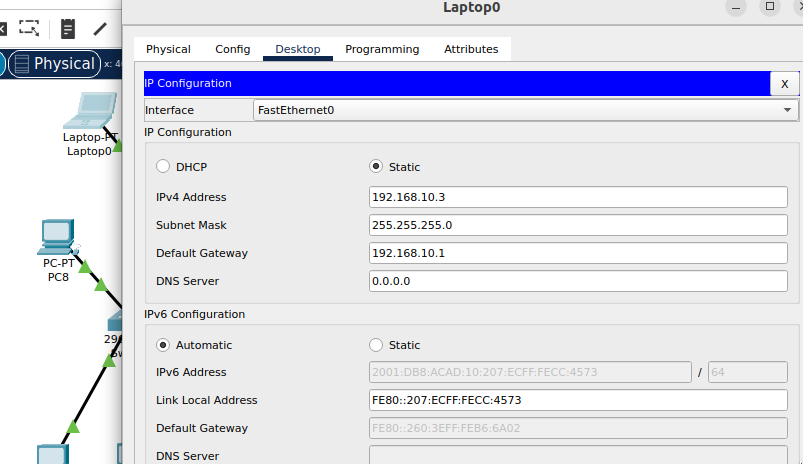 Laptop0
Physical Config Desktop Programming Attributes
Physical x: 4
IP Configuration X
Interface FastEthernet0
IP Configuration
Laptop-PT
Laptop0
DHCP Static
IPv4 Address 192.168.10.3
Subnet Mask 255.255.255.0
Default Gateway 192.168.10.1
PC-PT
PC8
DNS Server 0.0.0.0
IPv6 Configuration
29
Sw
Automatic Static
IPv6 Address 2001:DB8:ACAD:10:207:ECFF:FECC:4573 / 64
Link Local Address FE80::207:ECFF:FECC:4573
Default Gateway FE80::260:3EFF:FEB6:6A02
DNS Server